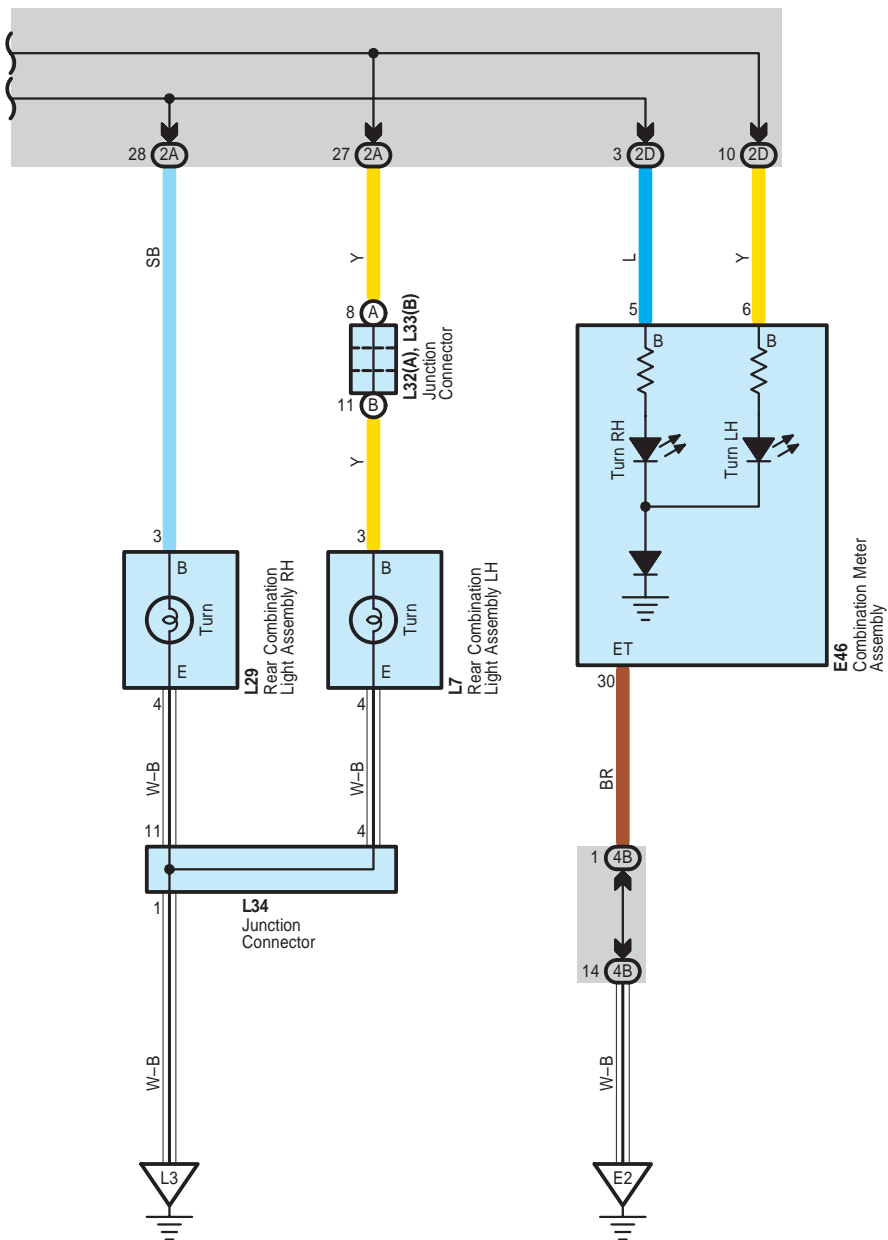 28 2A
27 2A
3 2D
10 2D
SB
Y
L
Y
8 A
L32(A), L33(B)
Junction
Connector
11 B
Y
5
6
B
B
Turn RH
Turn LH
3
B
Turn
E
4
L29
Rear Combination
Light Assembly RH
3
B
Turn
E
4
L7
Rear Combination
Light Assembly LH
ET
30
E46
Combination Meter
Assembly
W–B
W–B
BR
11
4
1 4B
1
L34
Junction
Connector
14 4B
W–B
W–B
L3
E2